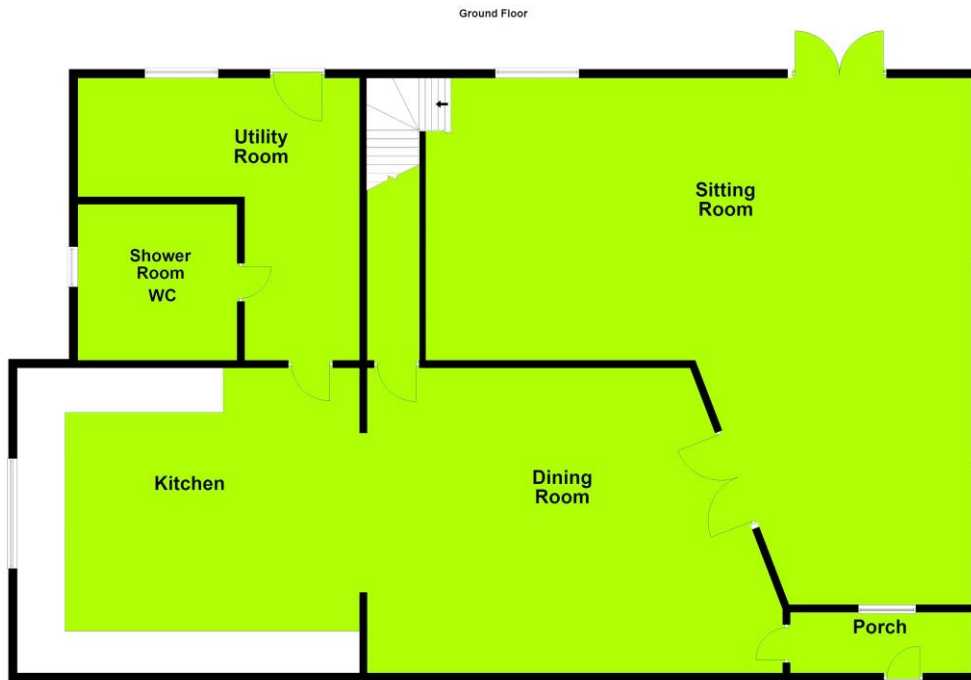 Ground Floor
Utility
Room
Sitting
Room
Shower
Room
WC
Kitchen
Dining
Room
Porch